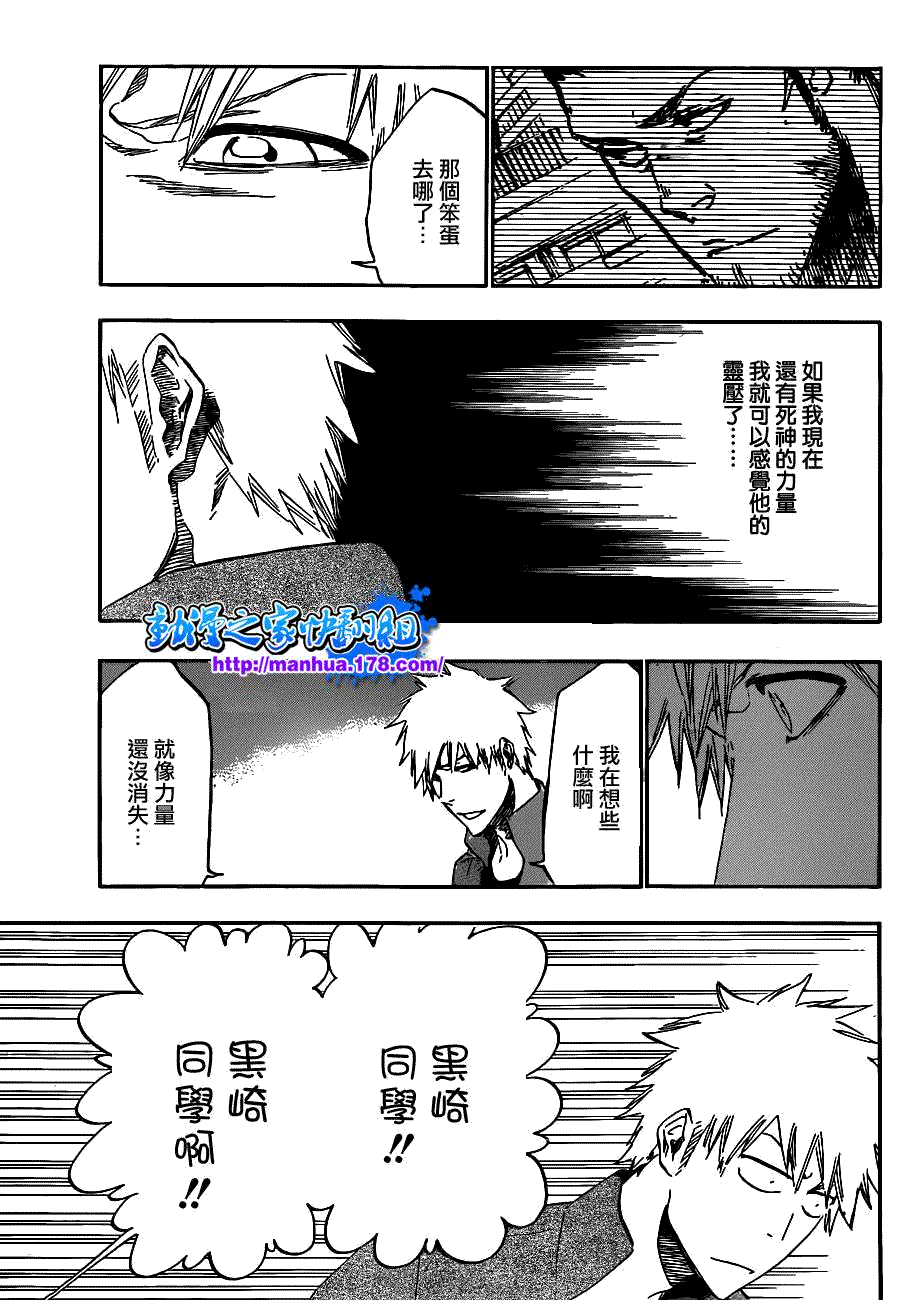 那個笨蛋
去哪了…
如果我現在
還有死神的力量
我就可以感覺他的
靈壓了……
動漫之家快翻組
http://manhua.178.com/
我在想些
什麼啊
就像力量
還沒消失…
黑崎
同學!!
黑崎
同學啊!!